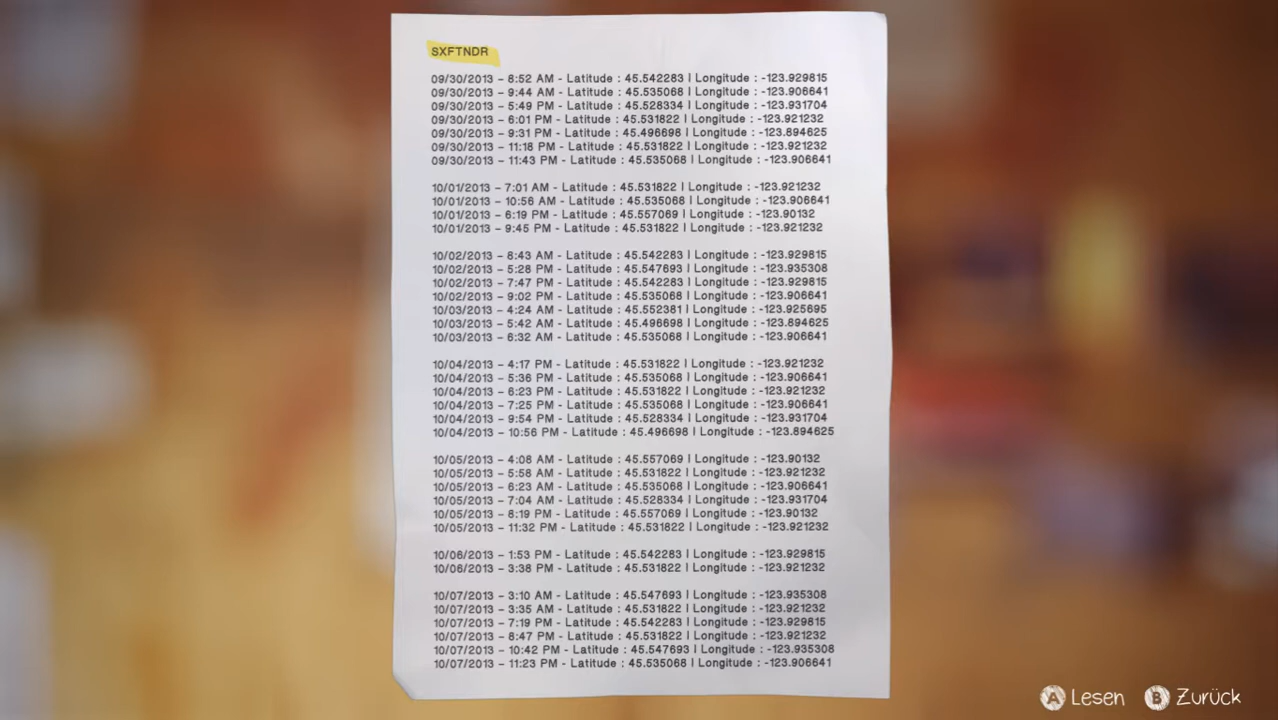 SXFTNDR
09/30/2013 – 8:52 AM - Latitude : 45.542283 | Longitude : -123.929815
09/30/2013 – 9:44 AM - Latitude : 45.535068 | Longitude : -123.906641
09/30/2013 – 5:49 PM - Latitude : 45.528334 | Longitude : -123.931704
09/30/2013 – 6:01 PM - Latitude : 45.531822 | Longitude : -123.921232
09/30/2013 – 9:31 PM - Latitude : 45.496698 | Longitude : -123.894625
09/30/2013 – 11:18 PM - Latitude : 45.531822 | Longitude : -123.921232
09/30/2013 – 11:43 PM - Latitude : 45.535068 | Longitude : -123.906641
10/01/2013 – 7:01 AM - Latitude : 45.531822 | Longitude : -123.921232
10/01/2013 – 10:56 AM - Latitude : 45.535068 | Longitude : -123.906641
10/01/2013 – 6:19 PM - Latitude : 45.557069 | Longitude : -123.90132
10/01/2013 – 9:45 PM - Latitude : 45.531822 | Longitude : -123.921232
10/02/2013 – 8:43 AM - Latitude : 45.542283 | Longitude : -123.929815
10/02/2013 – 5:28 PM - Latitude : 45.547693 | Longitude : -123.935308
10/02/2013 – 7:47 PM - Latitude : 45.542283 | Longitude : -123.929815
10/02/2013 – 9:02 PM - Latitude : 45.535068 | Longitude : -123.906641
10/03/2013 – 4:24 AM - Latitude : 45.552381 | Longitude : -123.925695
10/03/2013 – 5:42 AM - Latitude : 45.496698 | Longitude : -123.894625
10/03/2013 – 6:32 AM - Latitude : 45.535068 | Longitude : -123.906641
10/04/2013 – 4:17 PM - Latitude : 45.531822 | Longitude : -123.921232
10/04/2013 – 5:36 PM - Latitude : 45.535068 | Longitude : -123.906641
10/04/2013 – 6:23 PM - Latitude : 45.531822 | Longitude : -123.921232
10/04/2013 – 7:25 PM - Latitude : 45.535068 | Longitude : -123.906641
10/04/2013 – 9:54 PM - Latitude : 45.528334 | Longitude : -123.931704
10/04/2013 – 10:56 PM - Latitude : 45.496698 | Longitude : -123.894625
10/05/2013 – 4:08 AM - Latitude : 45.557069 | Longitude : -123.90132
10/05/2013 – 5:58 AM - Latitude : 45.531822 | Longitude : -123.921232
10/05/2013 – 6:23 AM - Latitude : 45.535068 | Longitude : -123.906641
10/05/2013 – 7:04 AM - Latitude : 45.528334 | Longitude : -123.931704
10/05/2013 – 8:19 PM - Latitude : 45.557069 | Longitude : -123.90132
10/05/2013 – 11:32 PM - Latitude : 45.531822 | Longitude : -123.921232
10/06/2013 – 1:53 PM - Latitude : 45.542283 | Longitude : -123.929815
10/06/2013 – 3:38 PM - Latitude : 45.531822 | Longitude : -123.921232
10/07/2013 – 3:10 AM - Latitude : 45.547693 | Longitude : -123.935308
10/07/2013 – 3:35 AM - Latitude : 45.531822 | Longitude : -123.921232
10/07/2013 – 7:19 PM - Latitude : 45.542283 | Longitude : -123.929815
10/07/2013 – 8:47 PM - Latitude : 45.531822 | Longitude : -123.921232
10/07/2013 – 10:42 PM - Latitude : 45.547693 | Longitude : -123.935308
10/07/2013 – 11:23 PM - Latitude : 45.535068 | Longitude : -123.906641
A Lesen B Zurück